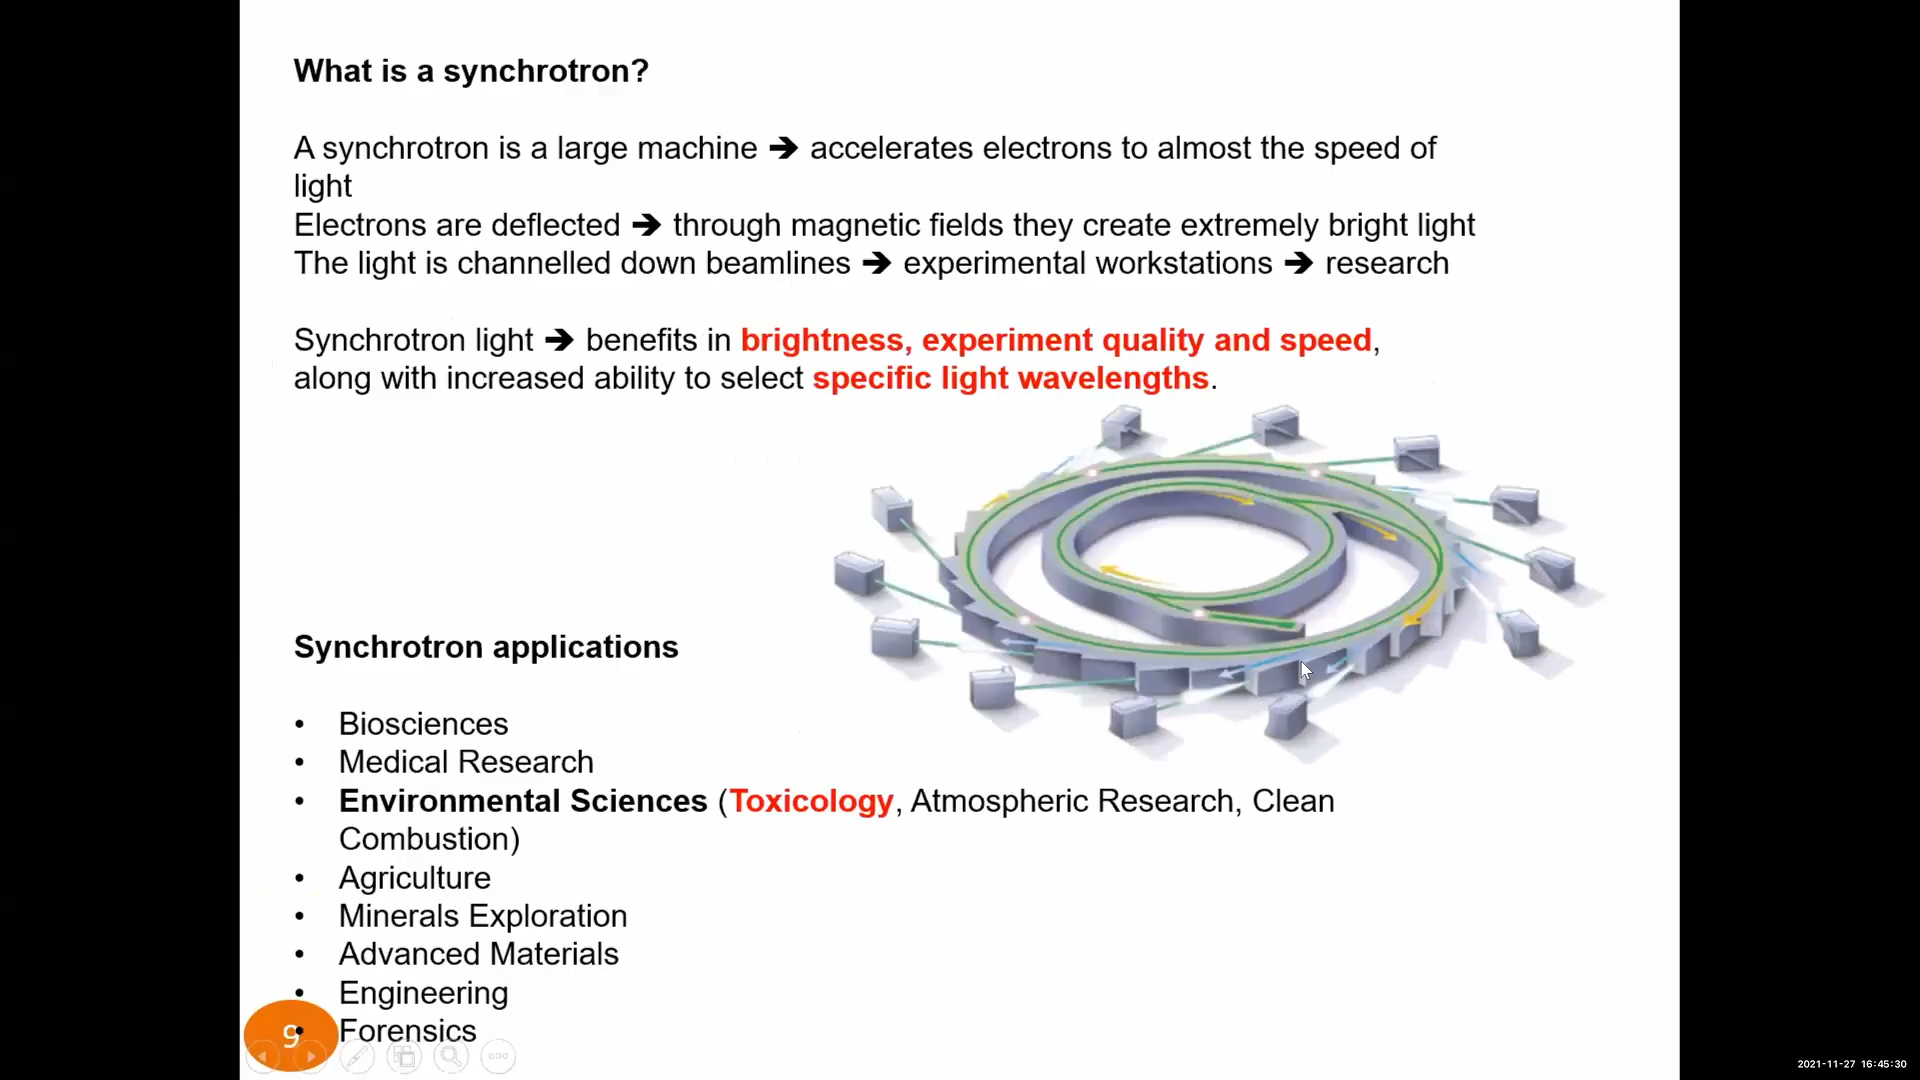 What is a synchrotron?
A synchrotron is a large machine ➔ accelerates electrons to almost the speed of
light
Electrons are deflected ➔ through magnetic fields they create extremely bright light
The light is channelled down beamlines ➔ experimental workstations ➔ research
Synchrotron light ➔ benefits in brightness, experiment quality and speed,
along with increased ability to select specific light wavelengths.
Synchrotron applications
• Biosciences
• Medical Research
• Environmental Sciences (Toxicology, Atmospheric Research, Clean
Combustion)
• Agriculture
• Minerals Exploration
• Advanced Materials
• Engineering
• Forensics
9
2021-11-27 16:45:30